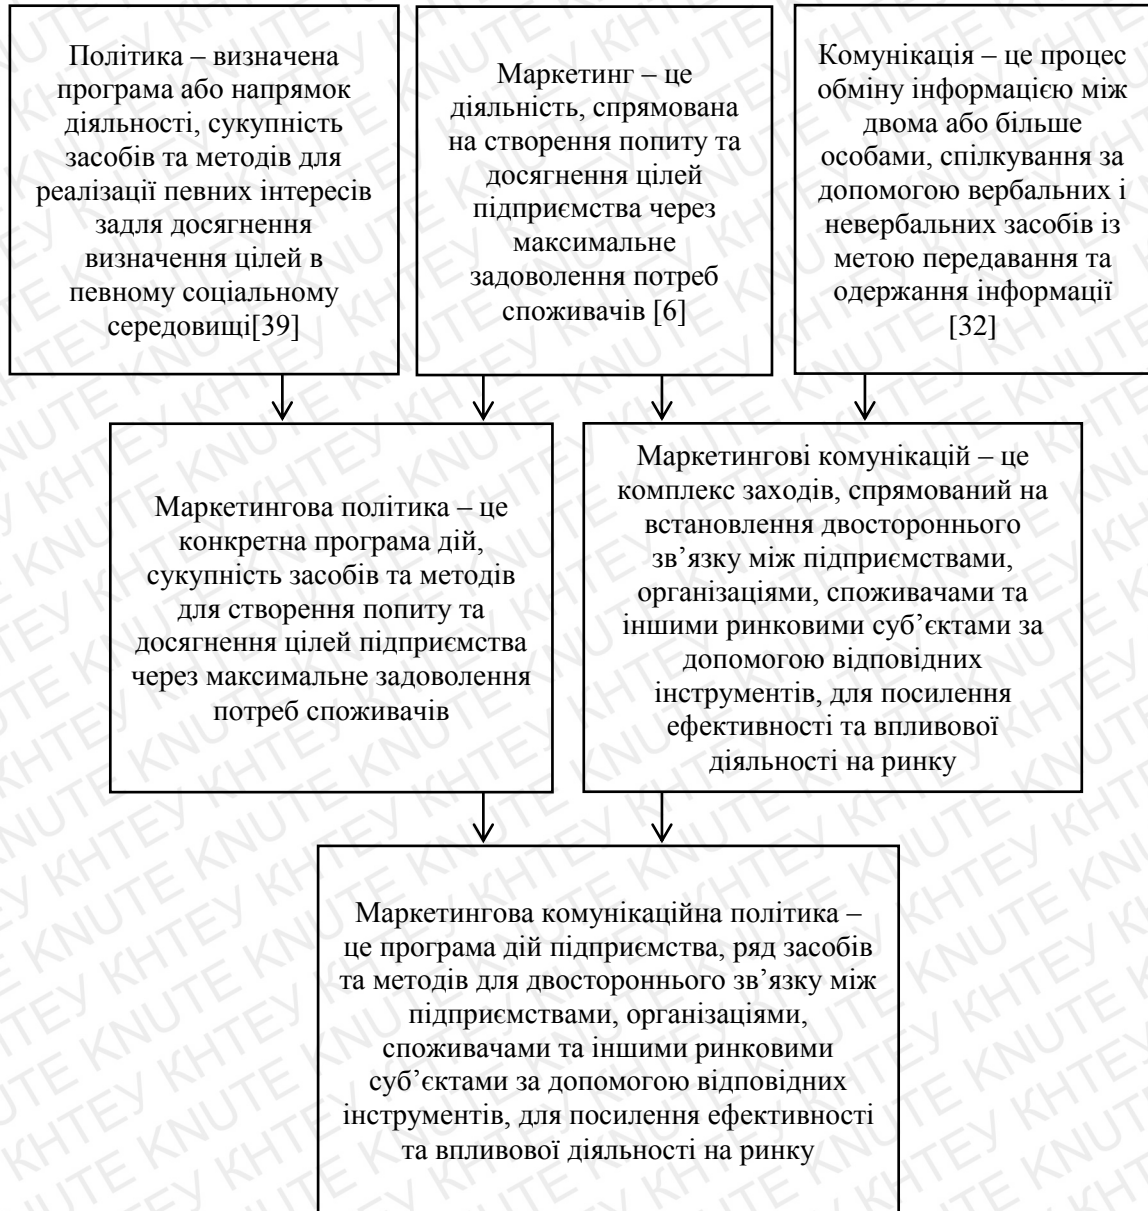 Політика – визначена
програма або напрямок
діяльності, сукупність
засобів та методів для
реалізації певних інтересів
задля досягнення
визначення цілей в
певному соціальному
середовищі[39]
Маркетинг – це
діяльність, спрямована
на створення попиту та
досягнення цілей
підприємства через
максимальне
задоволення потреб
споживачів [6]
Комунікація – це процес
обміну інформацією між
двома або більше
особами, спілкування за
допомогою вербальних і
невербальних засобів із
метою передавання та
одержання інформації
[32]
Маркетингова політика – це
конкретна програма дій,
сукупність засобів та методів
для створення попиту та
досягнення цілей підприємства
через максимальне задоволення
потреб споживачів
Маркетингові комунікацій – це
комплекс заходів, спрямований на
встановлення двостороннього
зв’язку між підприємствами,
організаціями, споживачами та
іншими ринковими суб’єктами за
допомогою відповідних
інструментів, для посилення
ефективності та впливової
діяльності на ринку
Маркетингова комунікаційна політика –
це програма дій підприємства, ряд засобів
та методів для двостороннього зв’язку між
підприємствами, організаціями,
споживачами та іншими ринковими
суб’єктами за допомогою відповідних
інструментів, для посилення ефективності
та впливової діяльності на ринку
КНТЕУ KNUTE